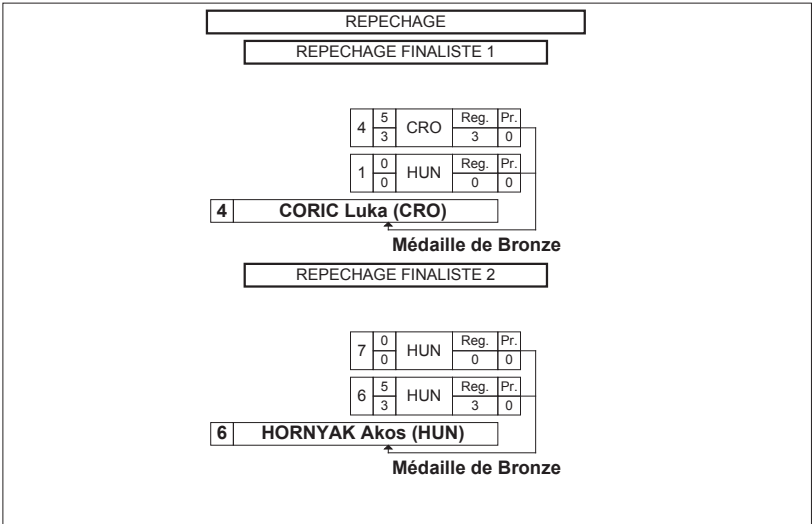 REPECHAGE
REPECHAGE FINALISTE 1
4 5 CRO Reg. Pr.
3 3 0
1 0 HUN Reg. Pr.
0 0 0
4 CORIC Luka (CRO)
Médaille de Bronze
REPECHAGE FINALISTE 2
7 0 HUN Reg. Pr.
0 0 0
6 5 HUN Reg. Pr.
3 3 0
6 HORNYAK Akos (HUN)
Médaille de Bronze